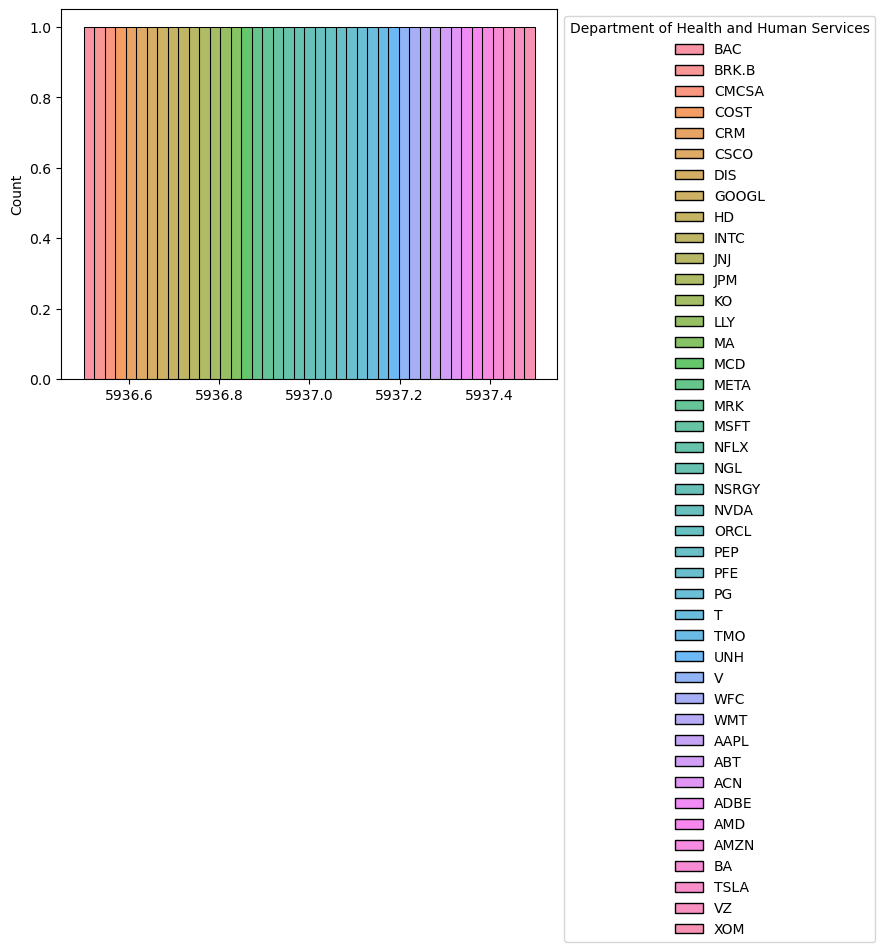 1.0
0.8
0.6
0.4
0.2
0.0
Count
5936.6 5936.8 5937.0 5937.2 5937.4
Department of Health and Human Services
BAC
BRK.B
CMCSA
COST
CRM
CSCO
DIS
GOOGL
HD
INTC
JNJ
JPM
KO
LLY
MA
MCD
META
MRK
MSFT
NFLX
NGL
NSRGY
NVDA
ORCL
PEP
PFE
PG
T
TMO
UNH
V
WFC
WMT
AAPL
ABT
ACN
ADBE
AMD
AMZN
BA
TSLA
VZ
XOM